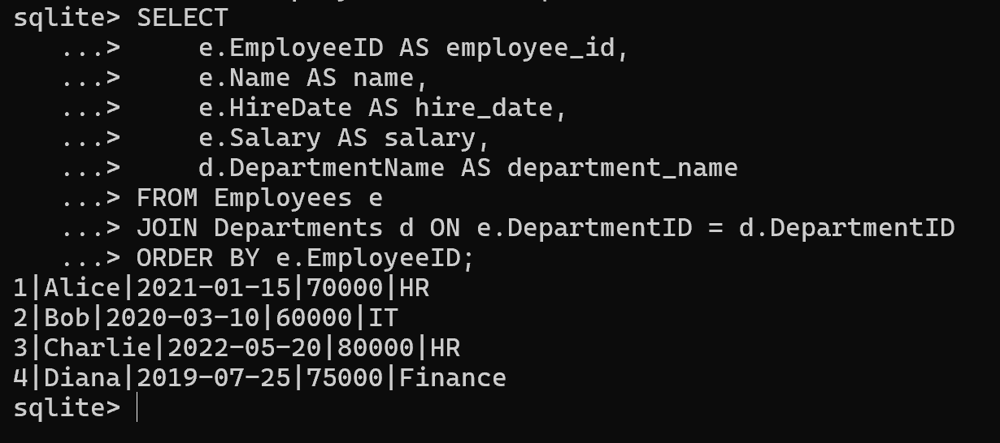 sqlite> SELECT
   ...>     e.EmployeeID AS employee_id,
   ...>     e.Name AS name,
   ...>     e.HireDate AS hire_date,
   ...>     e.Salary AS salary,
   ...>     d.DepartmentName AS department_name
   ...> FROM Employees e
   ...> JOIN Departments d ON e.DepartmentID = d.DepartmentID
   ...> ORDER BY e.EmployeeID;
1|Alice|2021-01-15|70000|HR
2|Bob|2020-03-10|60000|IT
3|Charlie|2022-05-20|80000|HR
4|Diana|2019-07-25|75000|Finance
sqlite>